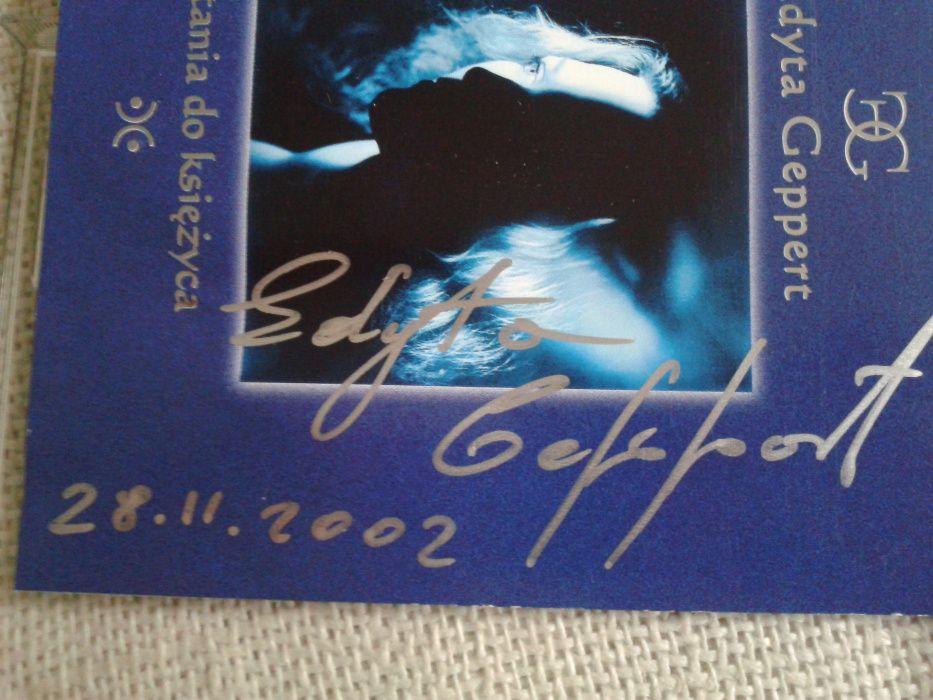 dyta Geppert
tania do księżyca
Edyta
Geppert
28.11.2002